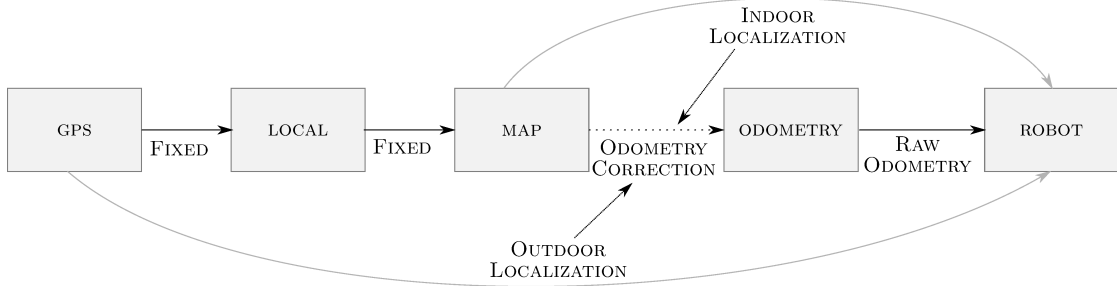 INDOOR
LOCALIZATION
GPS
FIXED
LOCAL
FIXED
MAP
ODOMETRY
CORRECTION
ODOMETRY
RAW
ODOMETRY
ROBOT
OUTDOOR
LOCALIZATION